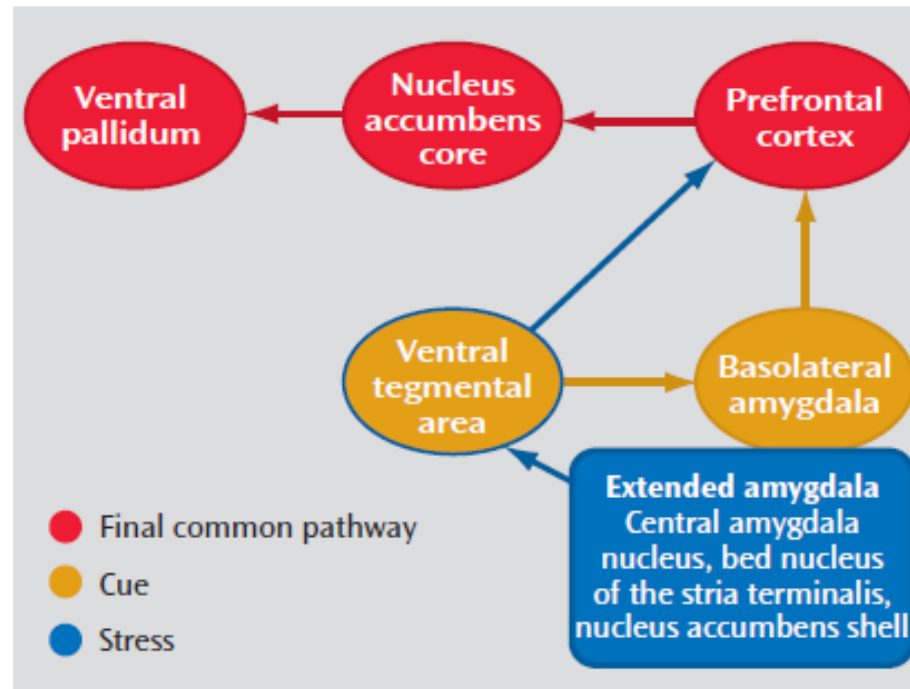 Ventral
pallidum
Nucleus
accumbens
core
Prefrontal
cortex
Ventral
tegmental
area
Basolateral
amygdala
Extended amygdala
Central amygdala
nucleus, bed nucleus
of the stria terminalis,
nucleus accumbens shell
Final common pathway
Cue
Stress